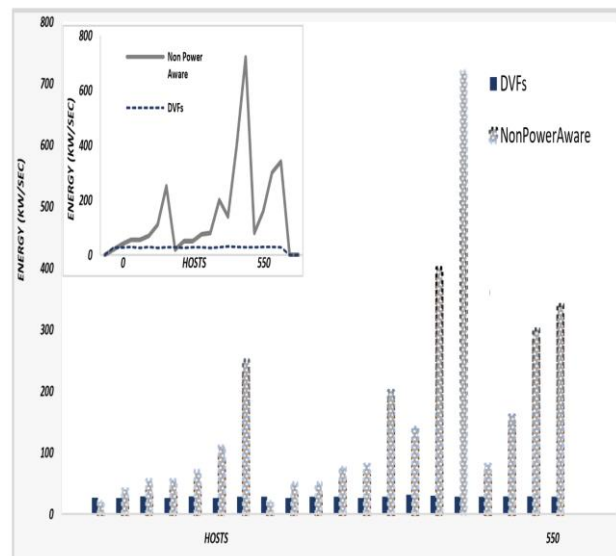 800
700
600
500
400
300
200
100
0
ENERGY (KW/SEC)
HOSTS
550
DVFs
NonPowerAware
800
600
400
200
0
ENERGY (KW/SEC)
0
HOSTS
550
Non Power
Aware
DVFs